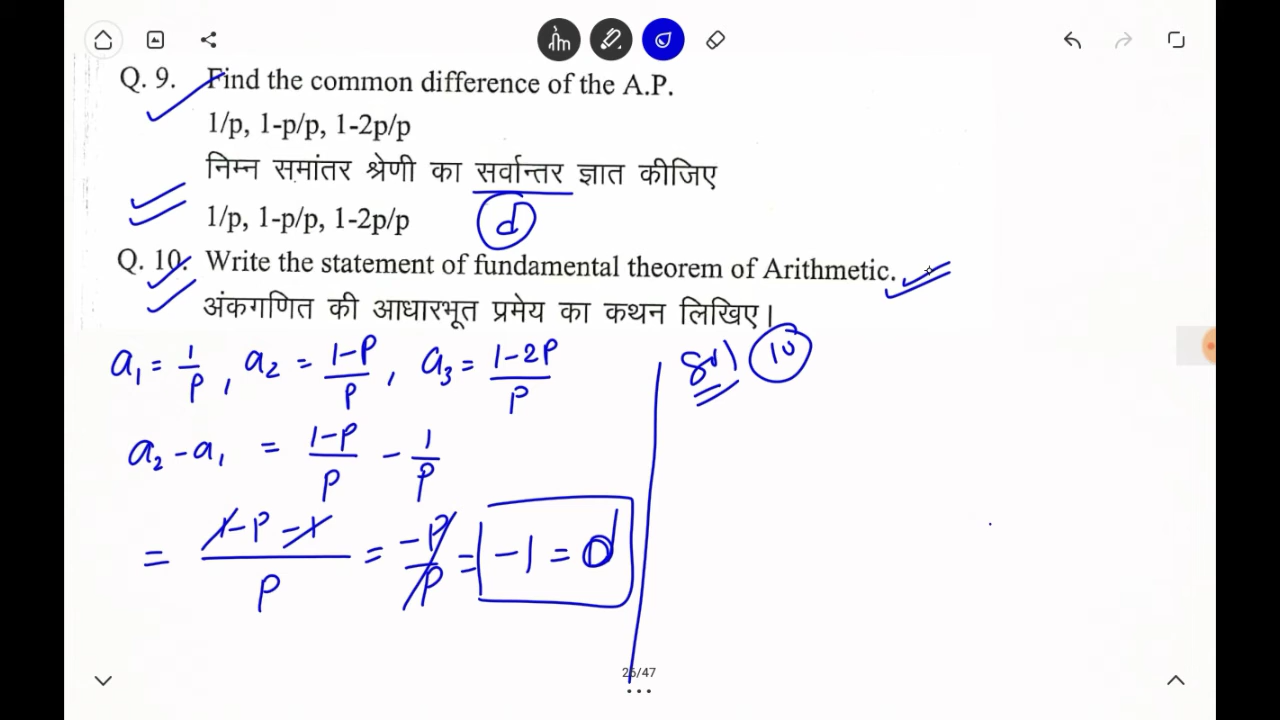 Q. 9. Find the common difference of the A.P.
1/p, 1-p/p, 1-2p/p
निम्न समांतर श्रेणी का सर्वान्तर ज्ञात कीजिए
1/p, 1-p/p, 1-2p/p
d
Q. 10. Write the statement of fundamental theorem of Arithmetic.
अंकगणित की आधारभूत प्रमेय का कथन लिखिए।
a₁ = 1/p, a₂ = 1-p/p, a₃ = 1-2p/p
a₂ - a₁ = 1-p/p - 1/p
= 1-p-1/p = -p/p = -1 = d
Sol) 10
26/47